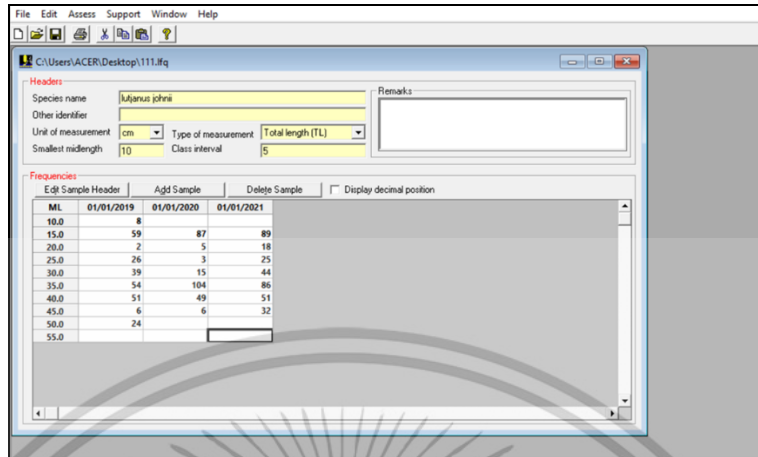 File Edit Assess Support Window Help
C:\Users\ACER\Desktop\111.lfq
Headers
Species name lutjanus johnii
Remarks
Other identifier
Unit of measurement cm Type of measurement Total length (TL)
Smallest midlength 10 Class interval 5
Frequencies
Edit Sample Header Add Sample Delete Sample Display decimal position
ML 01/01/2019 01/01/2020 01/01/2021
10.0 8
15.0 59 87 89
20.0 2 5 18
25.0 26 3 25
30.0 39 15 44
35.0 54 104 86
40.0 51 49 51
45.0 6 6 32
50.0 24
55.0